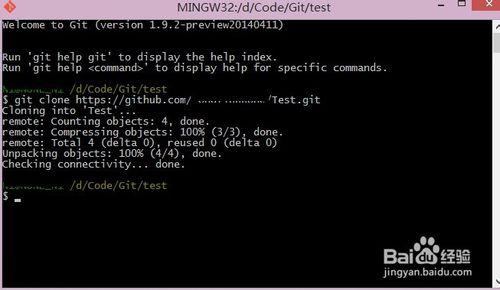 MINGW32:/d/Code/Git/test
Welcome to Git (version 1.9.2-preview20140411)
Run 'git help git' to display the help index.
Run 'git help <command>' to display help for specific commands.
/d/Code/Git/test
$ git clone https://github.com/ /Test.git
Cloning into 'Test'...
remote: Counting objects: 4, done.
remote: Compressing objects: 100% (3/3), done.
remote: Total 4 (delta 0), reused 0 (delta 0)
Unpacking objects: 100% (4/4), done.
Checking connectivity... done.
/d/Code/Git/test
$
Baidu 经验
jingyan.baidu.com